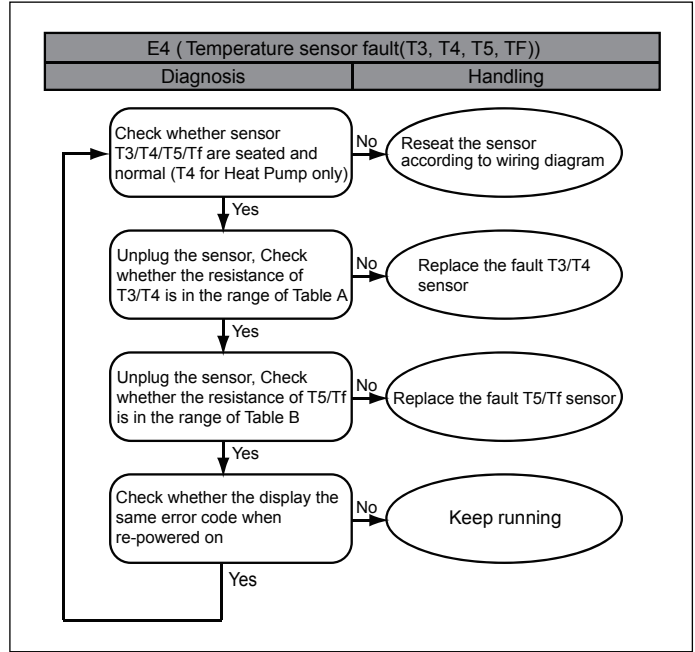 E4 ( Temperature sensor fault(T3, T4, T5, TF))
Diagnosis
Handling
Check whether sensor
T3/T4/T5/Tf are seated and
normal (T4 for Heat Pump only)
No
Reseat the sensor
according to wiring diagram
Yes
Unplug the sensor, Check
whether the resistance of
T3/T4 is in the range of Table A
No
Replace the fault T3/T4
sensor
Yes
Unplug the sensor, Check
whether the resistance of T5/Tf
is in the range of Table B
No
Replace the fault T5/Tf sensor
Yes
Check whether the display the
same error code when
re-powered on
No
Keep running
Yes